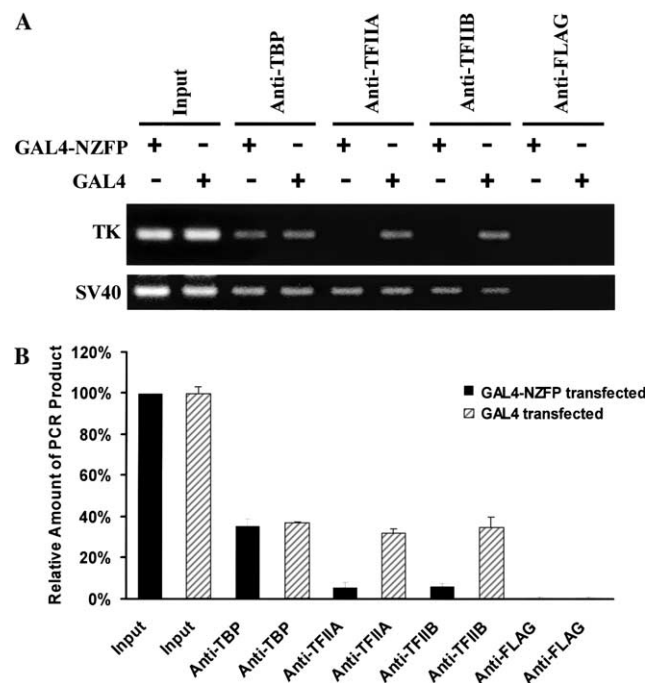 A
Input
Anti-TBP
Anti-TFIIA
Anti-TFIIB
Anti-FLAG
GAL4-NZFP + - + - + - + - + -
GAL4 - + - + - + - + - +
TK
SV40
B
Relative Amount of PCR Product
120%
100%
80%
60%
40%
20%
0%
GAL4-NZFP transfected
GAL4 transfected
Input
Input
Anti-TBP
Anti-TBP
Anti-TFIIA
Anti-TFIIA
Anti-TFIIB
Anti-TFIIB
Anti-FLAG
Anti-FLAG